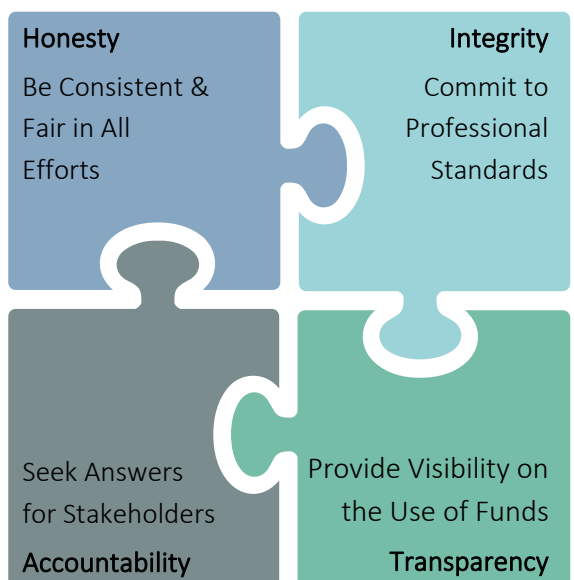 Honesty
Be Consistent &
Fair in All
Efforts
Integrity
Commit to
Professional
Standards
Seek Answers
for Stakeholders
Accountability
Provide Visibility on
the Use of Funds
Transparency